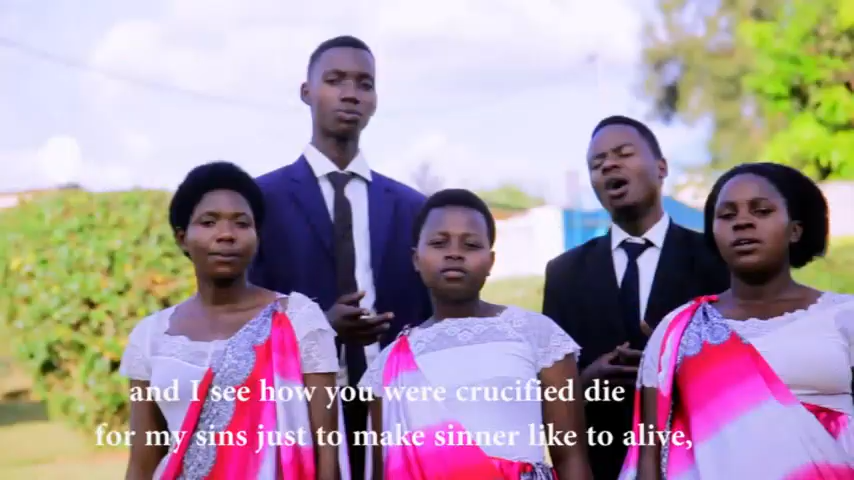 and I see how you were crucified die
for my sins just to make sinner like to alive,